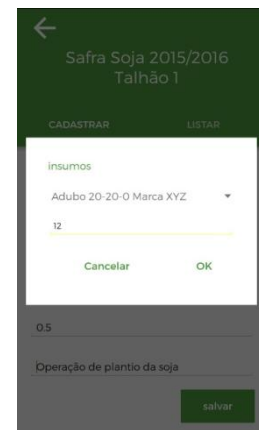 Safra Soja 2015/2016
Talhão 1
CADASTRAR LISTAR
insumos
Adubo 20-20-0 Marca XYZ
12
Cancelar OK
0.5
Operação de plantio da soja
salvar